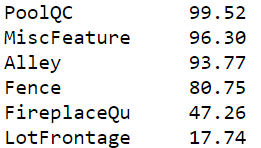 PoolQC 99.52
MiscFeature 96.30
Alley 93.77
Fence 80.75
FireplaceQu 47.26
LotFrontage 17.74